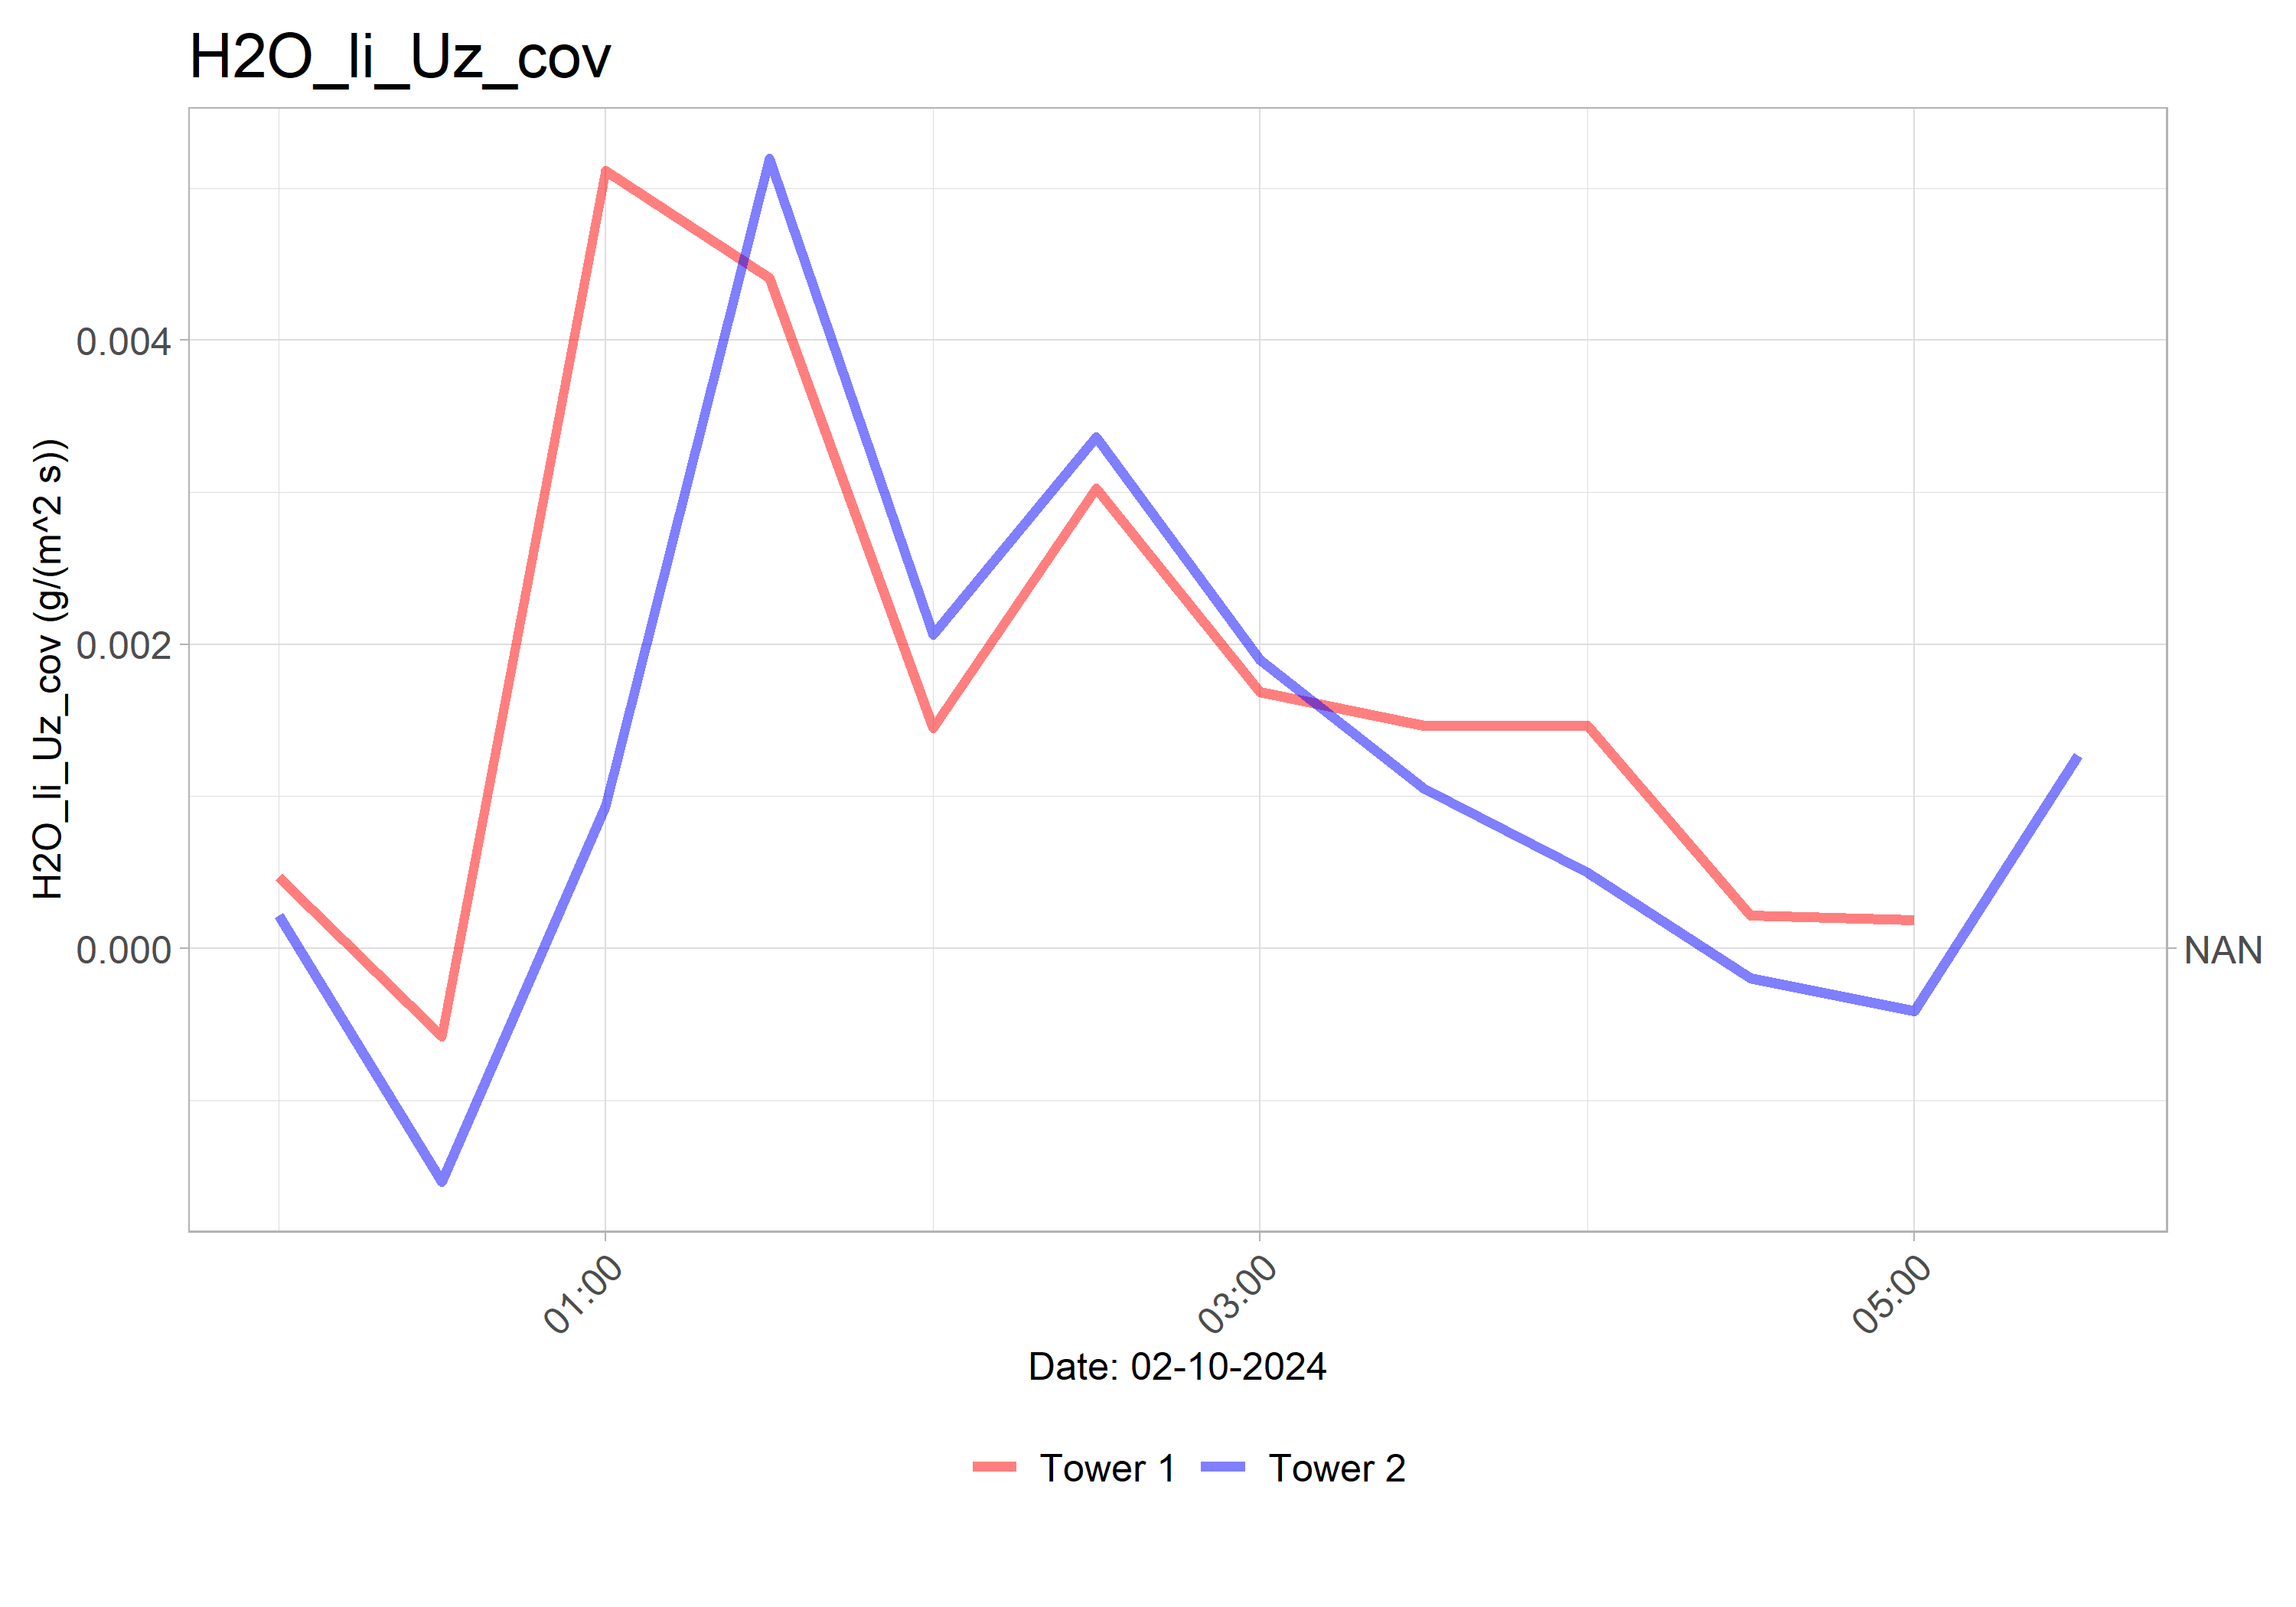 H2O_li_Uz_cov
H2O_li_Uz_cov (g/(m^2 s))
0.004
0.002
0.000
NAN
01:00
03:00
05:00
Date: 02-10-2024
Tower 1
Tower 2